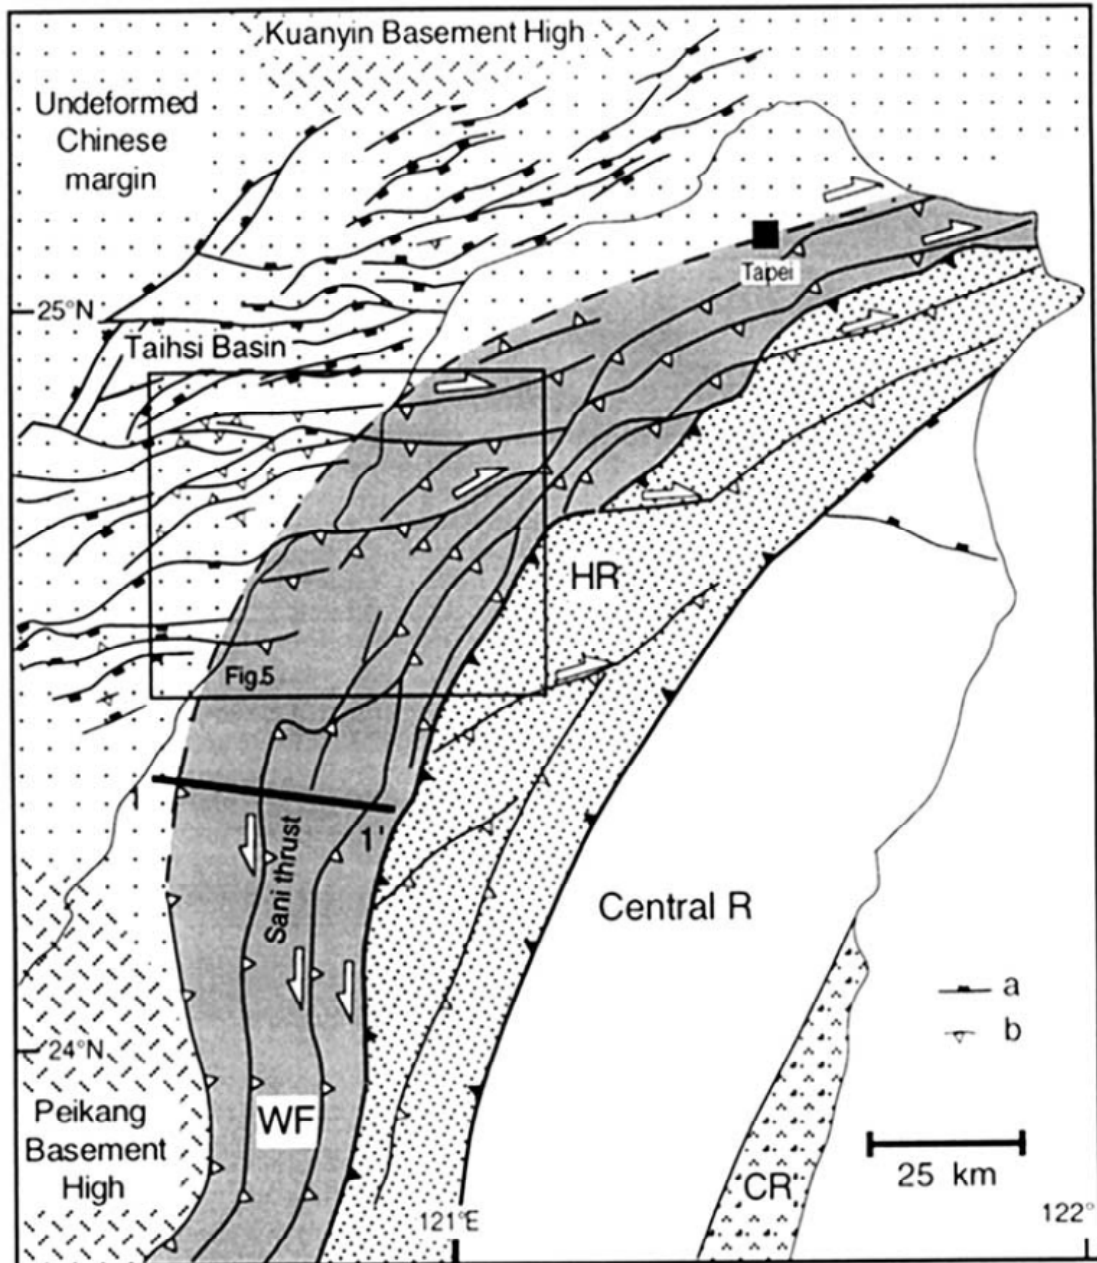 Kuanyin Basement High
Undeformed
Chinese
margin
Taipei
25°N
Taihsi Basin
HR
Fig.5
Sani thrust
1'
Central R
a
24°N
b
Peikang
Basement
High
WF
25 km
CR
121°E
122°